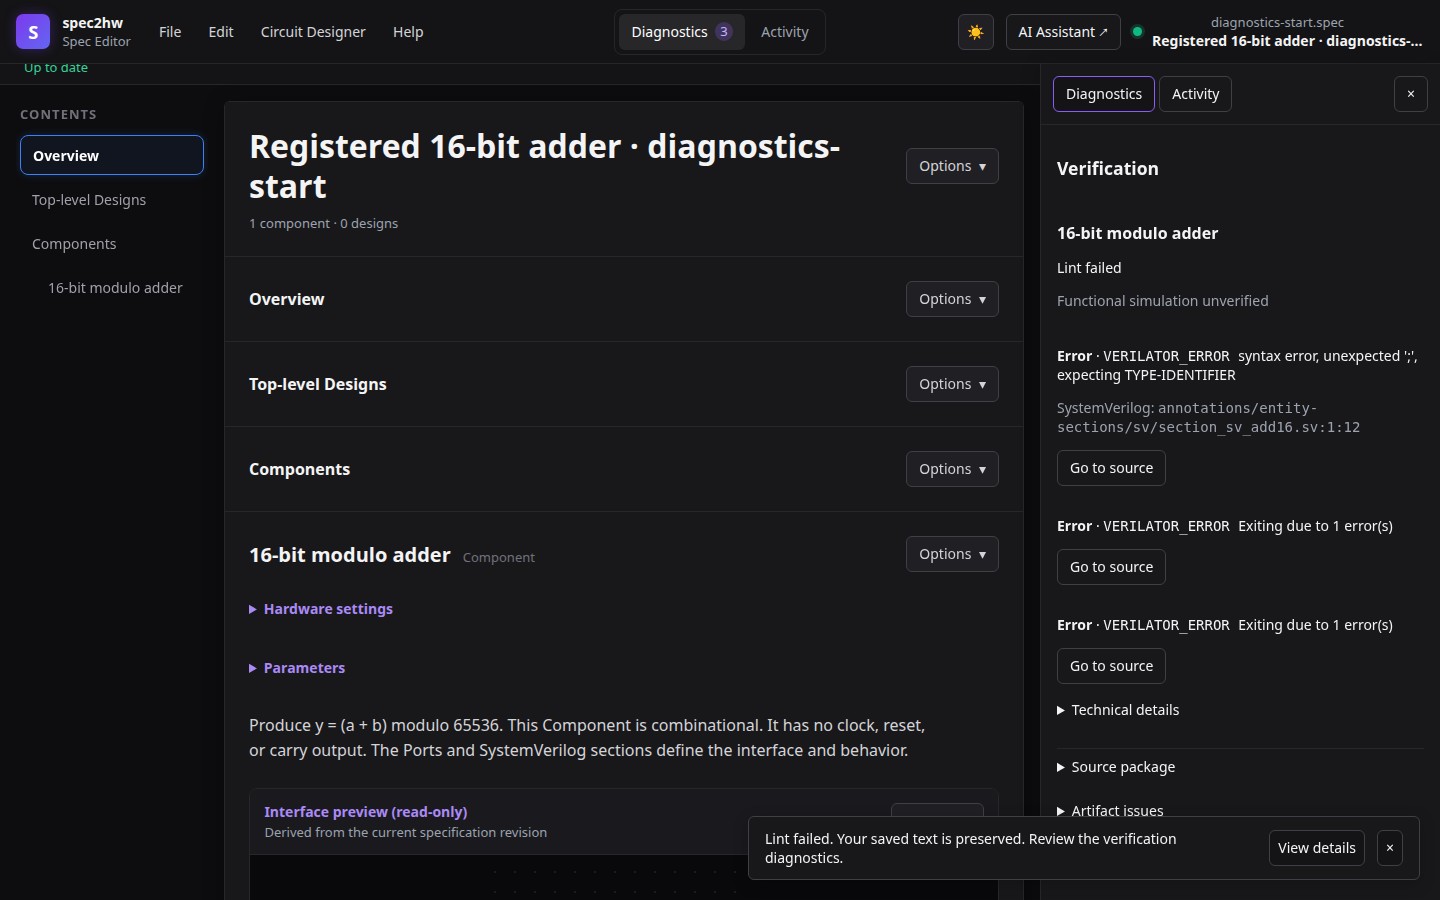 S
spec2hw
Spec Editor
File
Edit
Circuit Designer
Help
Diagnostics 3
Activity
AI Assistant ↗
diagnostics-start.spec
Registered 16-bit adder · diagnostics-...
Up to date
CONTENTS
Overview
Top-level Designs
Components
16-bit modulo adder
Registered 16-bit adder · diagnostics-
start
1 component · 0 designs
Options ▾
Overview
Options ▾
Top-level Designs
Options ▾
Components
Options ▾
16-bit modulo adder Component
Options ▾
Hardware settings
Parameters
Produce y = (a + b) modulo 65536. This Component is combinational. It has no clock, reset,
or carry output. The Ports and SystemVerilog sections define the interface and behavior.
Interface preview (read-only)
Derived from the current specification revision
Diagnostics
Activity
×
Verification
16-bit modulo adder
Lint failed
Functional simulation unverified
Error · VERILATOR_ERROR syntax error, unexpected ';',
expecting TYPE-IDENTIFIER
SystemVerilog: annotations/entity-
sections/sv/section_sv_add16.sv:1:12
Go to source
Error · VERILATOR_ERROR Exiting due to 1 error(s)
Go to source
Error · VERILATOR_ERROR Exiting due to 1 error(s)
Go to source
Technical details
Source package
Artifact issues
Lint failed. Your saved text is preserved. Review the verification
diagnostics.
View details
×